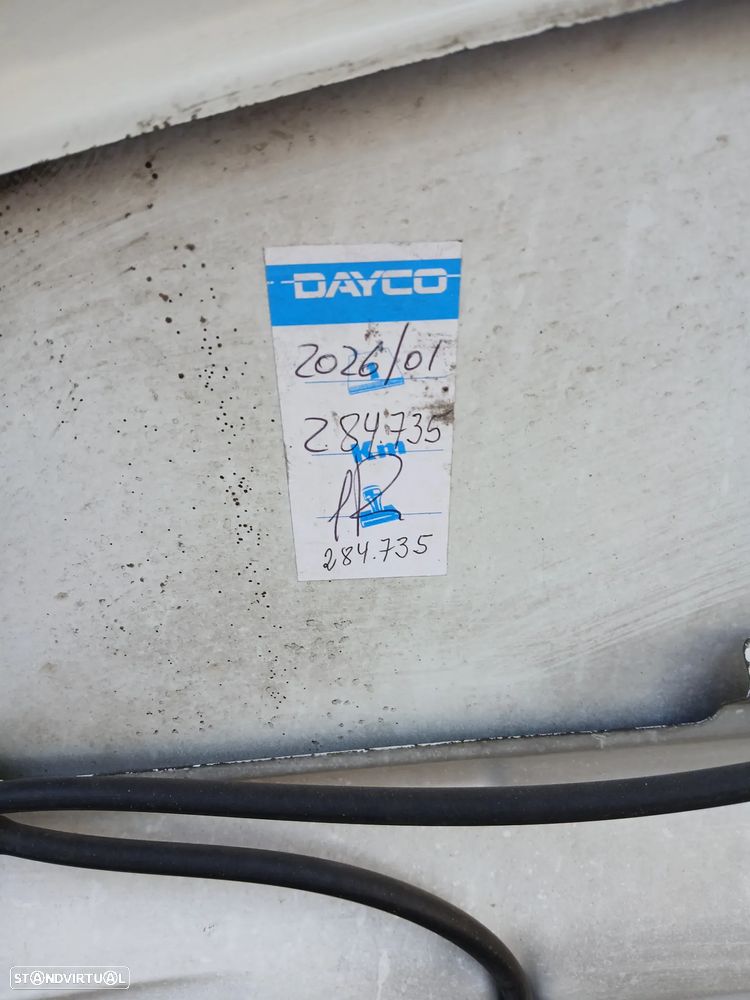 DAYCO
2026/01
284.735
Km
284.735
STANDVIRTUAL